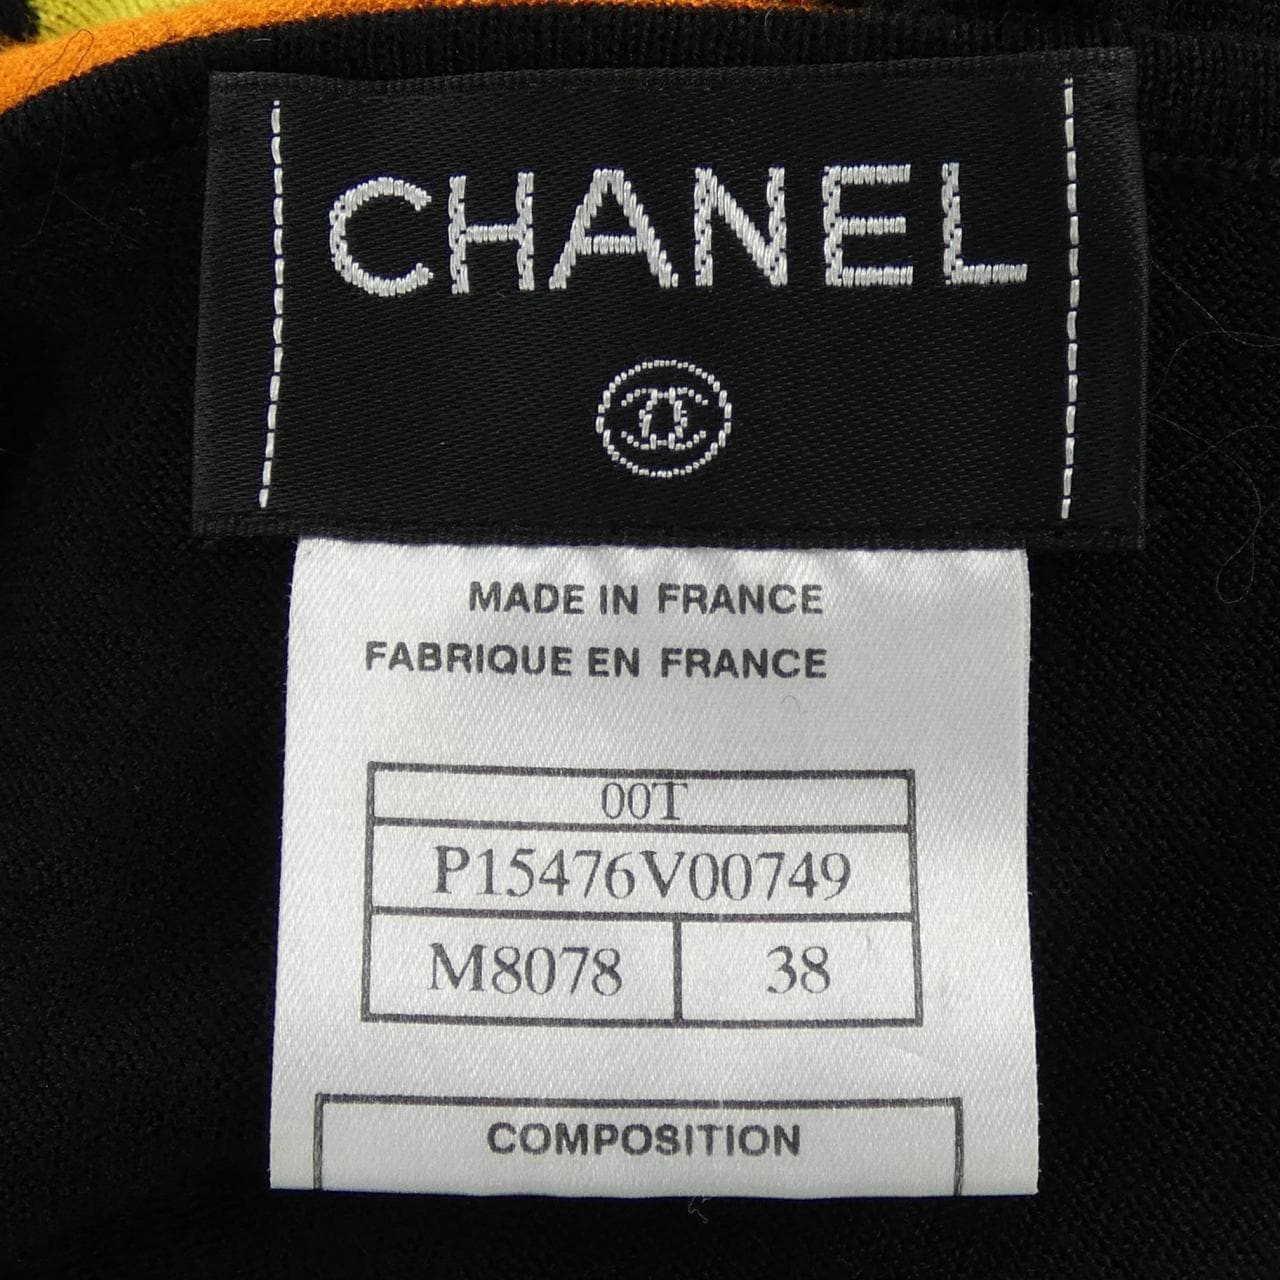 CHANEL
MADE IN FRANCE
FABRIQUE EN FRANCE
00T
P15476V00749
M8078 38
COMPOSITION